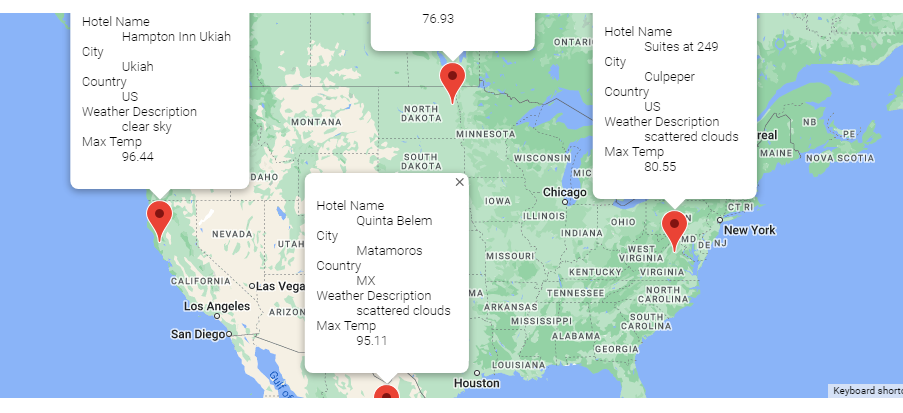 Hotel Name
Hampton Inn Ukiah
City
Ukiah
Country
US
Weather Description
clear sky
Max Temp
96.44
76.93
Hotel Name
Suites at 249
City
Culpeper
Country
US
Weather Description
scattered clouds
Max Temp
80.55
Hotel Name
Quinta Belem
City
Matamoros
Country
MX
Weather Description
scattered clouds
Max Temp
95.11
ONTARI
NB
PE
real
MAINE
NOVA SCOTIA
MONTANA
NORTH
DAKOTA
MINNESOTA
SOUTH
DAKOTA
WISCONSIN
MIC
DAHO
Chicago
IOWA
ILLINOIS
INDIANA
OHIO
N
CT RI
New York
MD
DE
NJ
NEVADA
UTAH
WEST
VIRGINIA
MISSOURI
KENTUCKY
VIRGINIA
CALIFORNIA
Las Vega
Los Angeles
ARIZON
San Diego
MA
TENNESSEE
NORTH
CAROLINA
ARKANSAS
MISSISSIPPI
SOUTH
CAROLINA
ALABAMA
GEORGIA
LOUISIANA
Houston
Gulf of
Keyboard shortc